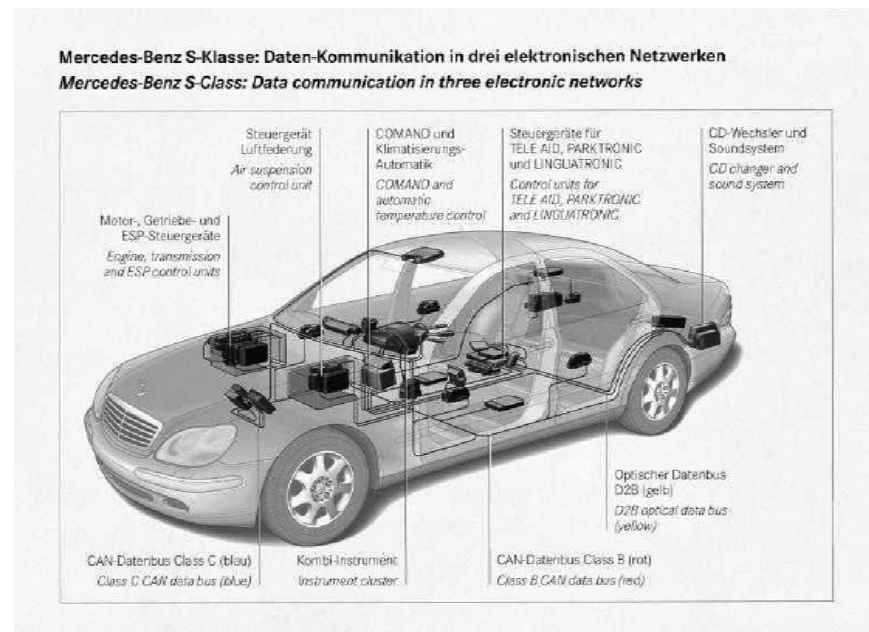 Mercedes-Benz S-Klasse: Daten-Kommunikation in drei elektronischen Netzwerken
Mercedes-Benz S-Class: Data communication in three electronic networks
Steuergerät
Luftfederung
Air suspension
control unit
COMAND und
Klimatisierungs-
Automatik
COMAND and
automatic
temperature control
Steuergeräte für
TELE AID, PARKTRONIC
und LINGUATRONIC
Control units for
TELE AID, PARKTRONIC
and LINGUATRONIC
CD-Wechsler und
Soundsystem
CD changer and
sound system
Motor-, Getriebe- und
ESP-Steuergeräte
Engine, transmission
and ESP control units
Optischer Datenbus
D2B (gelb)
D2B optical data bus
(yellow)
CAN-Datenbus Class C (blau)
Class C CAN data bus (blue)
Kombi-Instrument
Instrument cluster
CAN-Datenbus Class B (rot)
Class B CAN data bus (red)